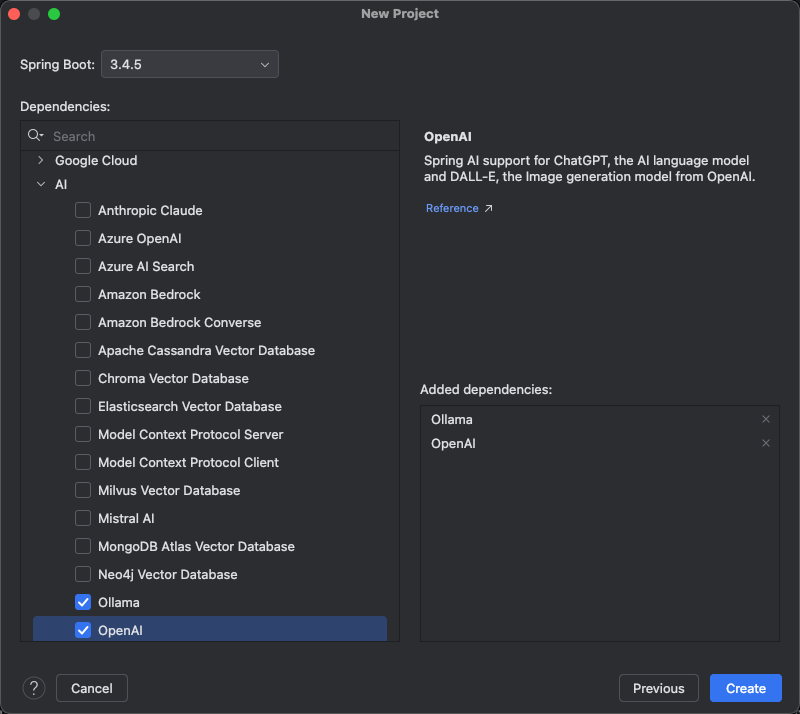 New Project
Spring Boot: 3.4.5
Dependencies:
Search
Google Cloud
AI
Anthropic Claude
Azure OpenAI
Azure AI Search
Amazon Bedrock
Amazon Bedrock Converse
Apache Cassandra Vector Database
Chroma Vector Database
Elasticsearch Vector Database
Model Context Protocol Server
Model Context Protocol Client
Milvus Vector Database
Mistral AI
MongoDB Atlas Vector Database
Neo4j Vector Database
Ollama
OpenAI
OpenAI
Spring AI support for ChatGPT, the AI language model
and DALL-E, the Image generation model from OpenAI.
Reference
Added dependencies:
Ollama
OpenAI
? Cancel Previous Create